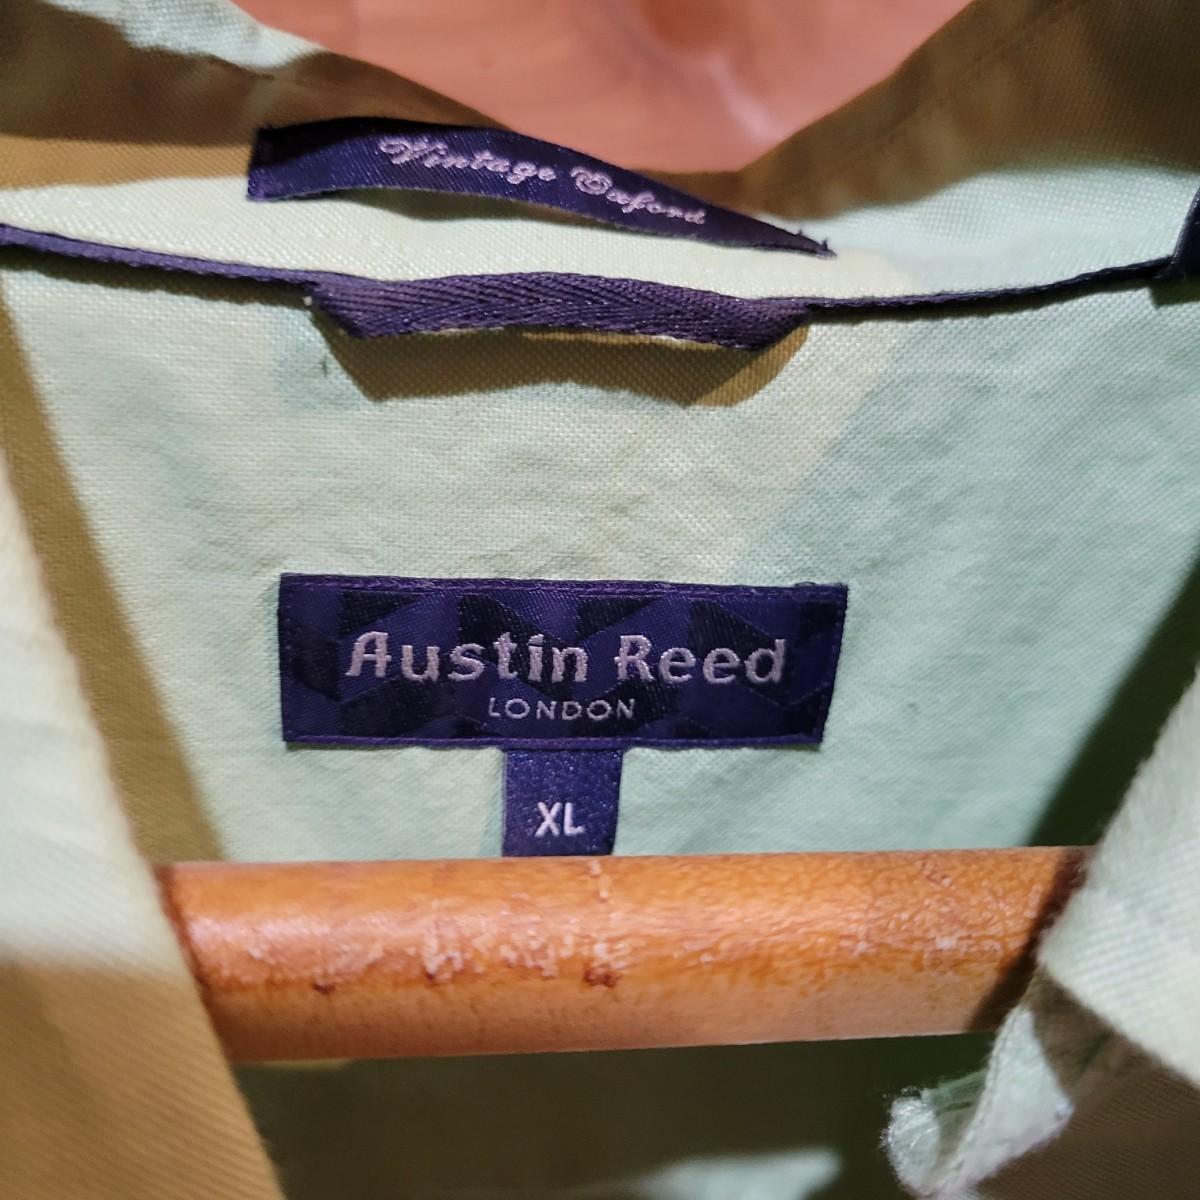 Vintage Oxford
Austin Reed
LONDON
XL